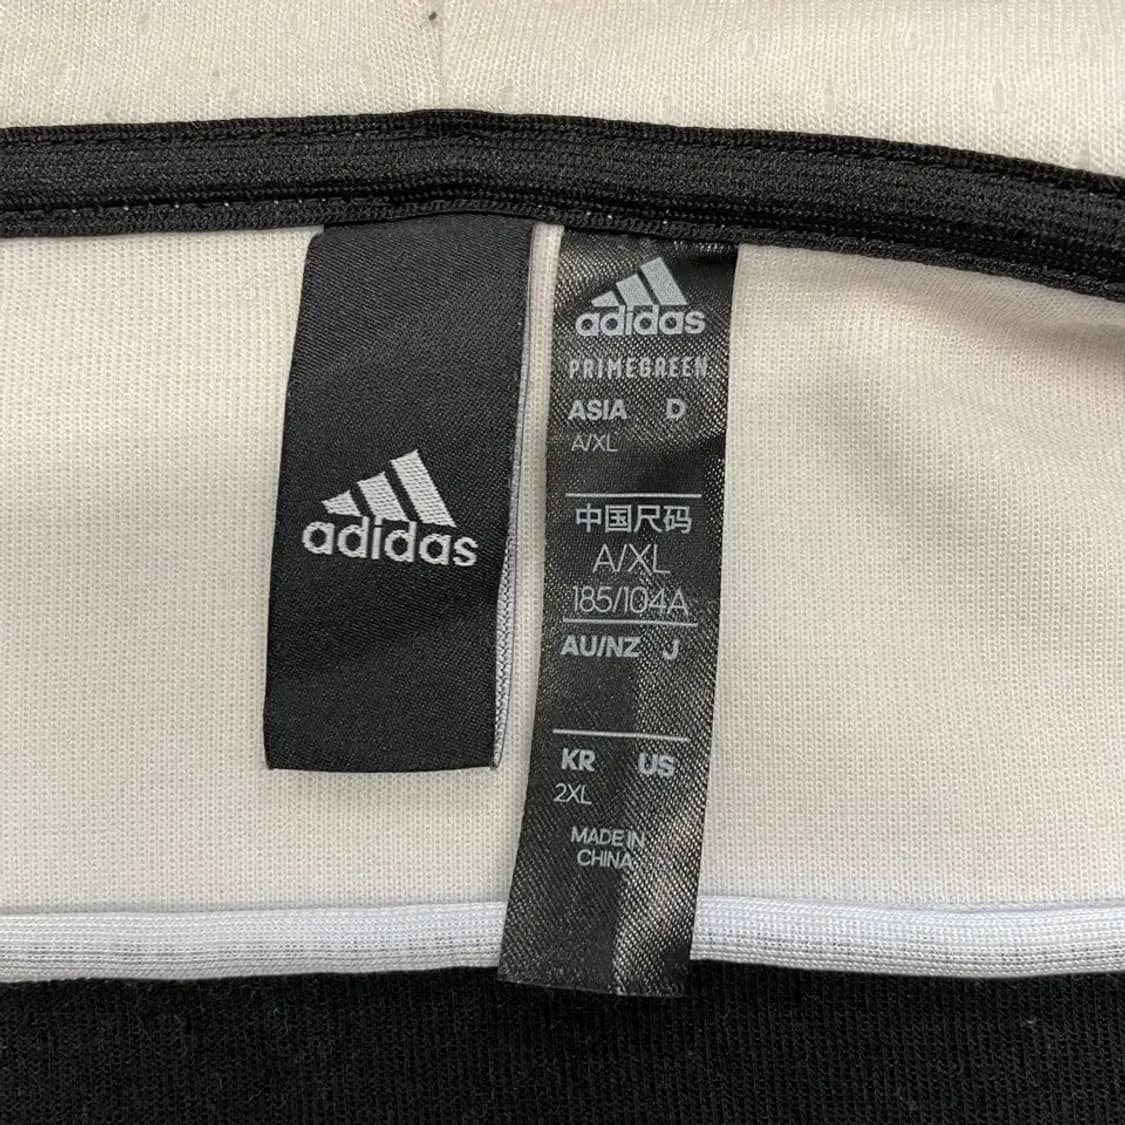 adidas
adidas
PRIMEGREEN
ASIA D
A/XL
中国尺码
A/XL
185/104A
AU/NZ J
KR US
2XL
MADE IN
CHINA